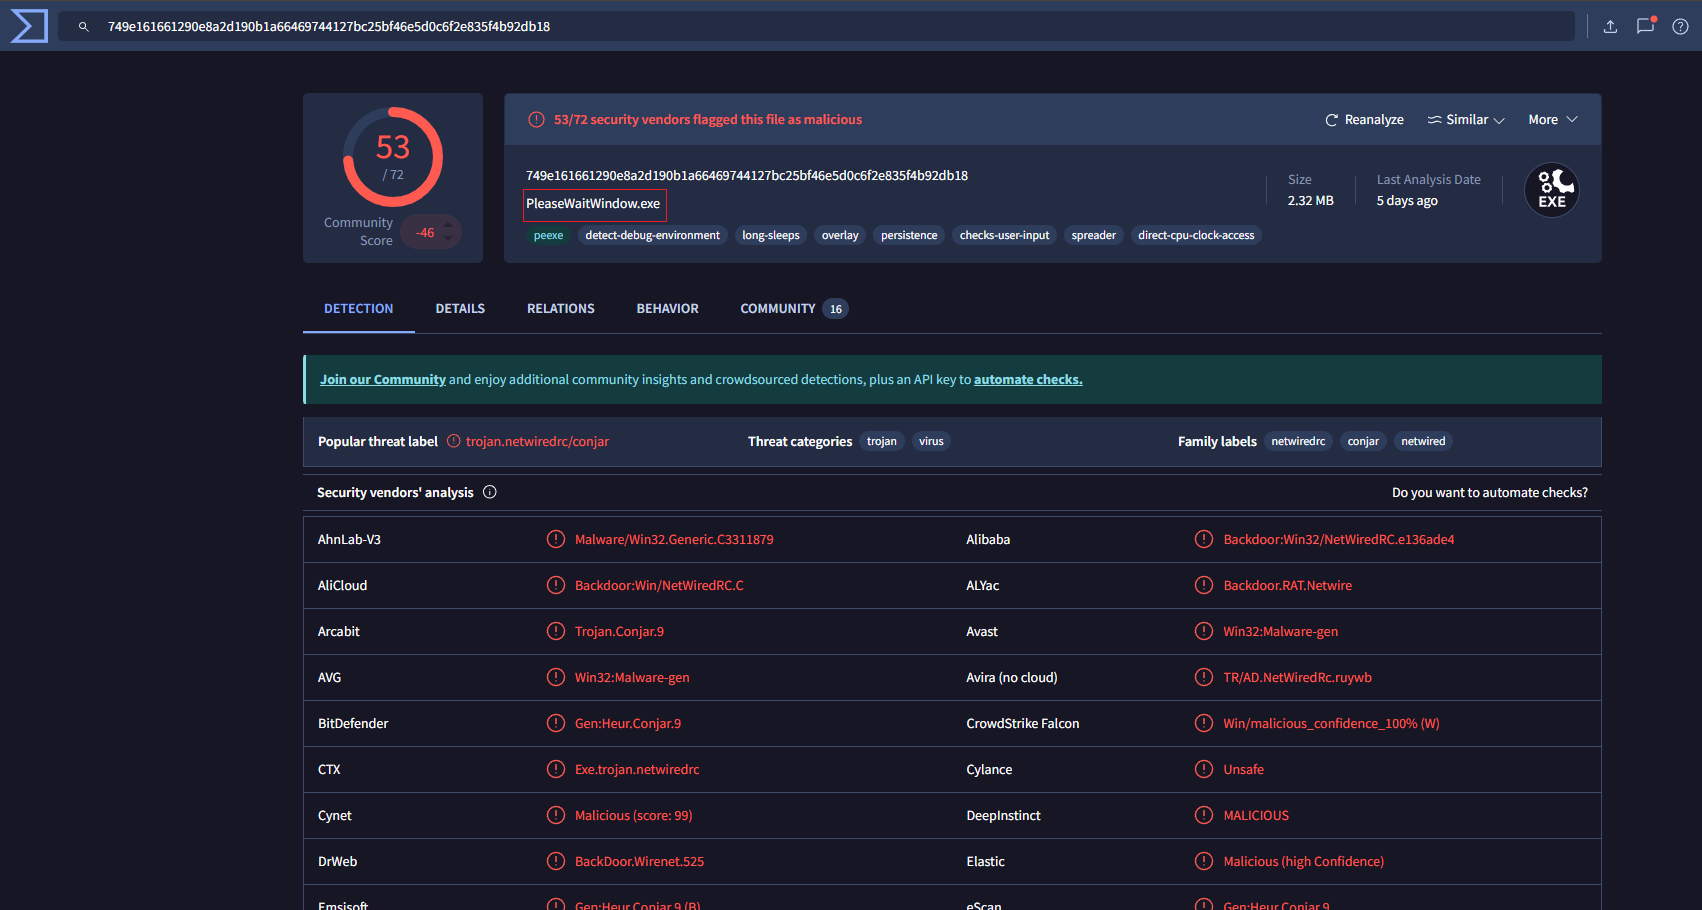 749e161661290e8a2d190b1a66469744127bc25bf46e5d0c6f2e835f4b92db18
53
/ 72
Community
Score
-46
53/72 security vendors flagged this file as malicious
Reanalyze
Similar
More
749e161661290e8a2d190b1a66469744127bc25bf46e5d0c6f2e835f4b92db18
PleaseWaitWindow.exe
Size
2.32 MB
Last Analysis Date
5 days ago
EXE
peexe detect-debug-environment long-sleeps overlay persistence checks-user-input spreader direct-cpu-clock-access
DETECTION DETAILS RELATIONS BEHAVIOR COMMUNITY 16
Join our Community and enjoy additional community insights and crowdsourced detections, plus an API key to automate checks.
Popular threat label trojan.netwiredrc/conjar Threat categories trojan virus Family labels netwiredrc conjar netwired
Security vendors' analysis Do you want to automate checks?
AhnLab-V3 Malware/Win32.Generic.C3311879 Alibaba Backdoor:Win32/NetWiredRC.e136ade4
AliCloud Backdoor:Win/NetWiredRC.C ALYac Backdoor.RAT.Netwire
Arcabit Trojan.Conjar.9 Avast Win32:Malware-gen
AVG Win32:Malware-gen Avira (no cloud) TR/AD.NetWiredRc.ruywb
BitDefender Gen:Heur.Conjar.9 CrowdStrike Falcon Win/malicious_confidence_100% (W)
CTX Exe.trojan.netwiredrc Cylance Unsafe
Cynet Malicious (score: 99) DeepInstinct MALICIOUS
DrWeb BackDoor.Wirenet.525 Elastic Malicious (high Confidence)
Emsisoft Gen:Heur.Conjar.9 (B) eScan Gen:Heur.Conjar.9